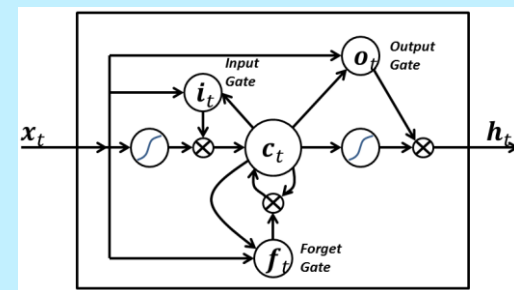 Input
Gate
i_t
o_t
Output
Gate
x_t
c_t
h_t
f_t
Forget
Gate